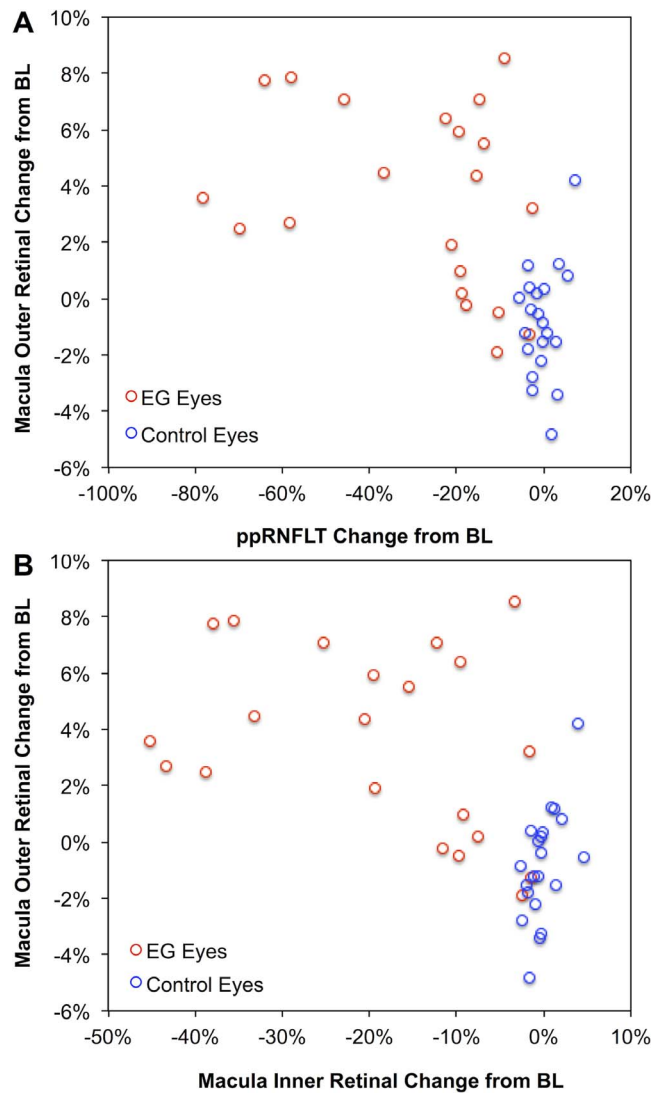 A
10%
8%
6%
4%
2%
0%
-2%
-4%
-6%
Macula Outer Retinal Change from BL
EG Eyes
Control Eyes
-100% -80% -60% -40% -20% 0% 20%
ppRNFLT Change from BL
B
10%
8%
6%
4%
2%
0%
-2%
-4%
-6%
Macula Outer Retinal Change from BL
EG Eyes
Control Eyes
-50% -40% -30% -20% -10% 0% 10%
Macula Inner Retinal Change from BL